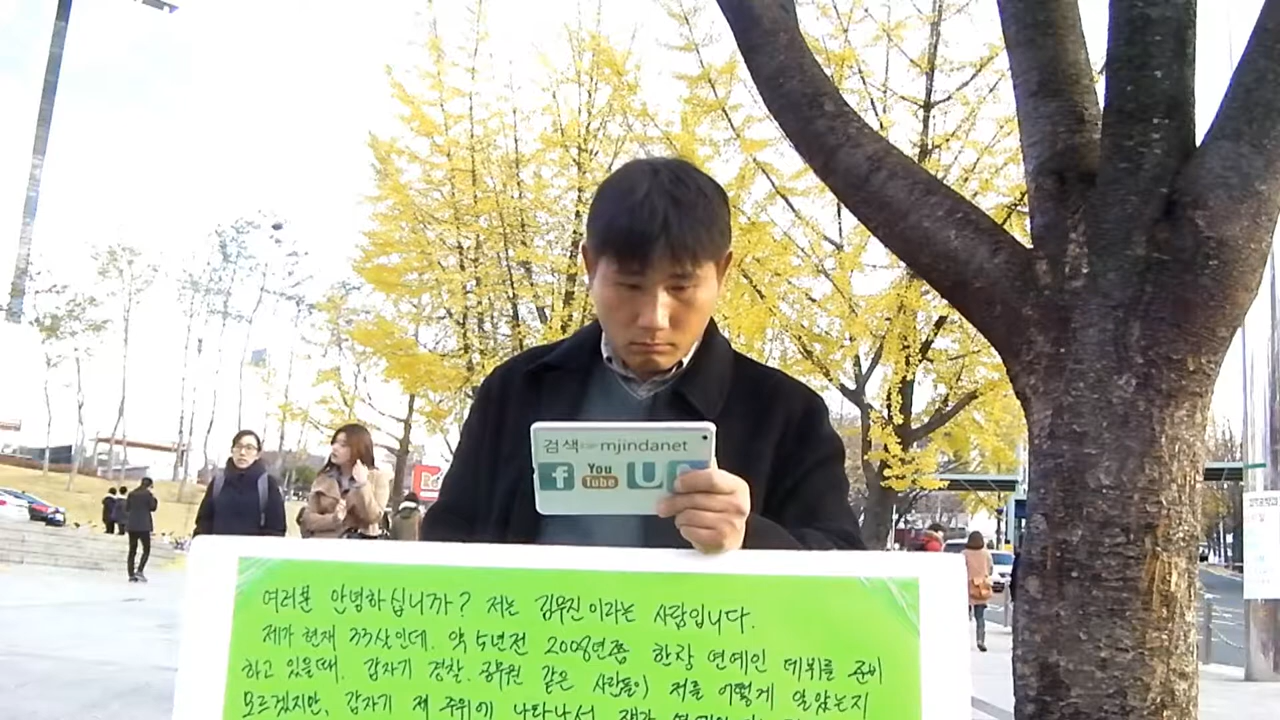 검색 mjindanet
f You Tube U
여러분 안녕하십니까? 저는 김우진이라는 사람입니다.
제가 현재 33살인데. 약 5년전 2008년쯤 한창 연예인 데뷔를 준비
하고 있을때. 갑자기 경찰. 공무원 같은 사람들이 저를 어떻게 알았는지
모르겠지만, 갑자기 제 주위에 나타나서